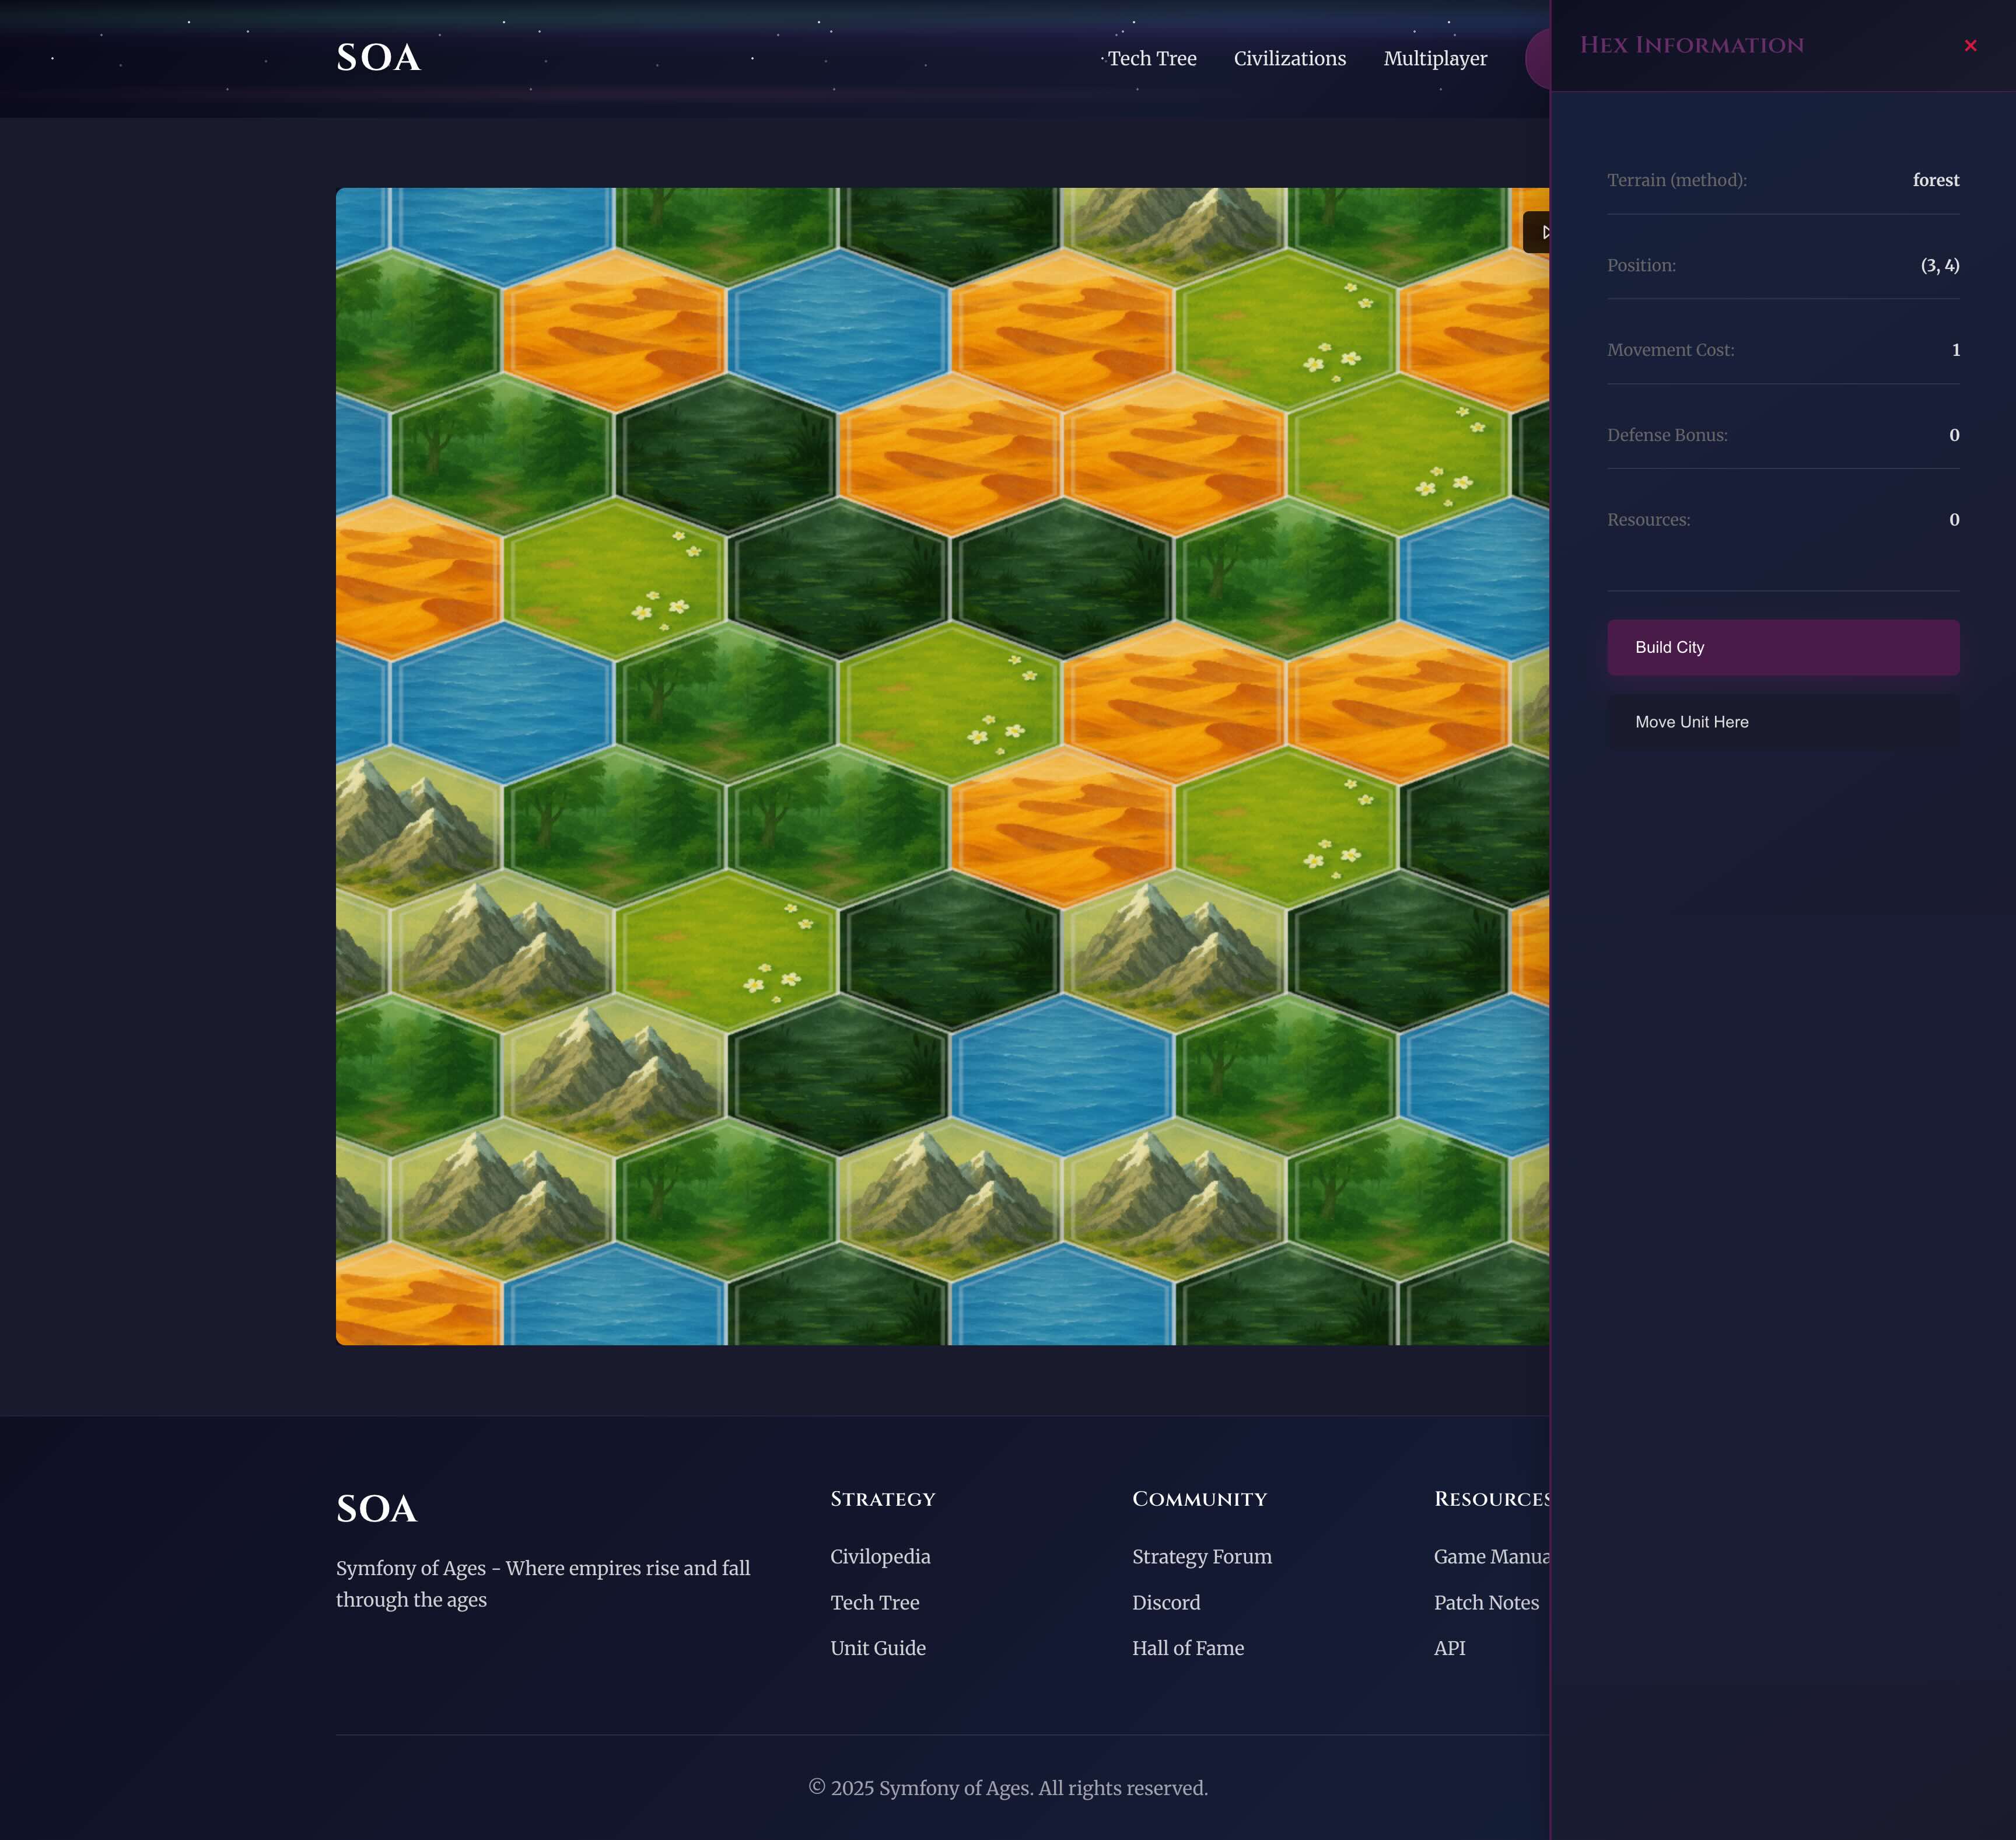 SOA
Tech Tree
Civilizations
Multiplayer
Hex Information
Terrain (method): forest
Position: (3, 4)
Movement Cost: 1
Defense Bonus: 0
Resources: 0
Build City
Move Unit Here
SOA
Symfony of Ages - Where empires rise and fall
through the ages
Strategy
Civilopedia
Tech Tree
Unit Guide
Community
Strategy Forum
Discord
Hall of Fame
Resources
Game Manua
Patch Notes
API
© 2025 Symfony of Ages. All rights reserved.